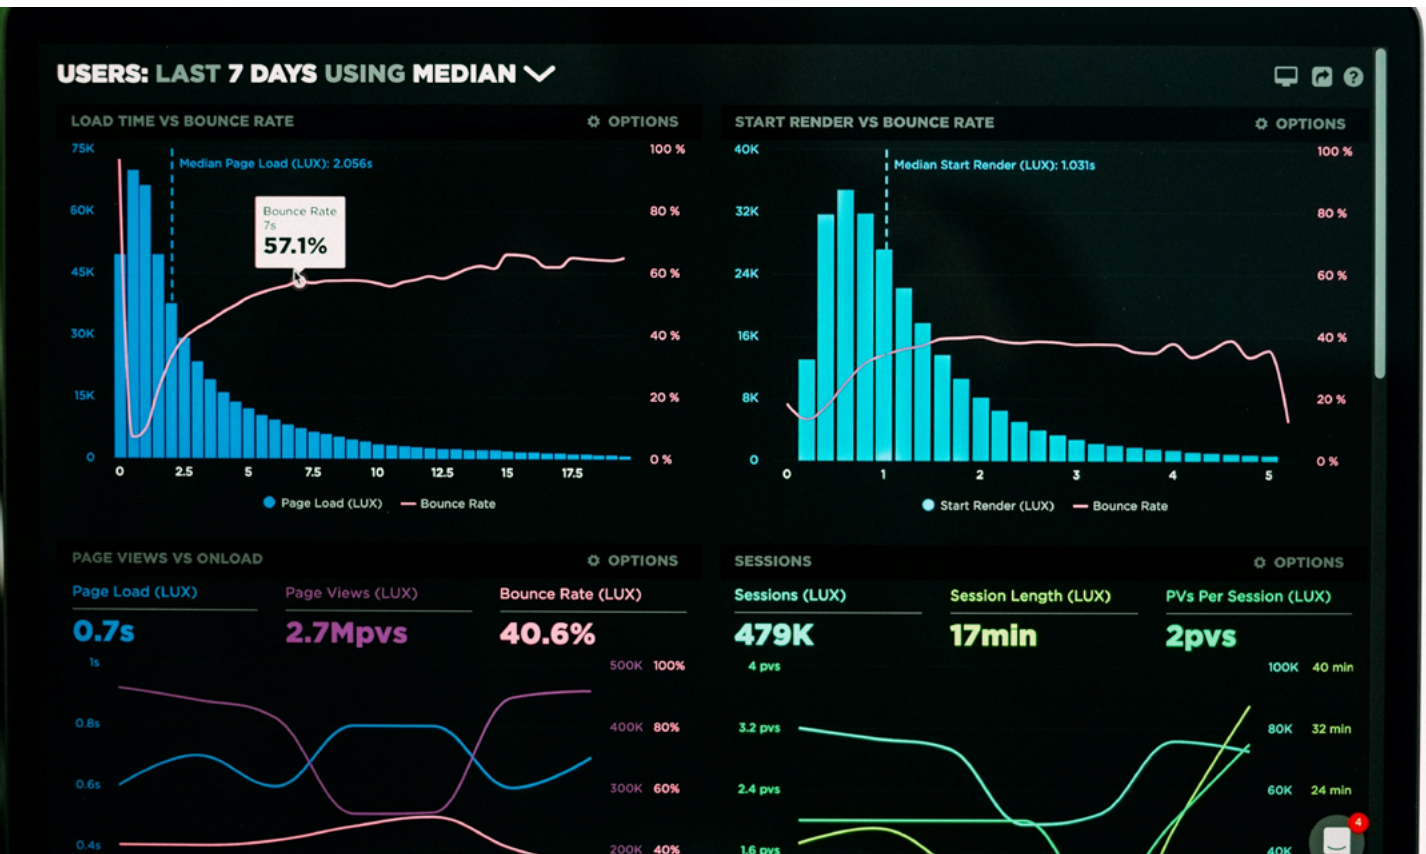 USERS: LAST 7 DAYS USING MEDIAN
LOAD TIME VS BOUNCE RATE
OPTIONS
75K
60K
45K
30K
15K
0
Median Page Load (LUX): 2.056s
Bounce Rate
7s
57.1%
100 %
80 %
60 %
40 %
20 %
0 %
0 2.5 5 7.5 10 12.5 15 17.5
Page Load (LUX) Bounce Rate
START RENDER VS BOUNCE RATE
OPTIONS
40K
32K
24K
16K
8K
0
Median Start Render (LUX): 1.031s
100 %
80 %
60 %
40 %
20 %
0 %
0 1 2 3 4 5
Start Render (LUX) Bounce Rate
PAGE VIEWS VS ONLOAD
OPTIONS
Page Load (LUX) Page Views (LUX) Bounce Rate (LUX)
0.7s 2.7Mpvs 40.6%
1s
0.8s
0.6s
0.4s
500K 100%
400K 80%
300K 60%
200K 40%
SESSIONS
OPTIONS
Sessions (LUX) Session Length (LUX) PVs Per Session (LUX)
479K 17min 2pvs
4 pvs
3.2 pvs
2.4 pvs
1.6 pvs
100K 40 min
80K 32 min
60K 24 min
40K
4